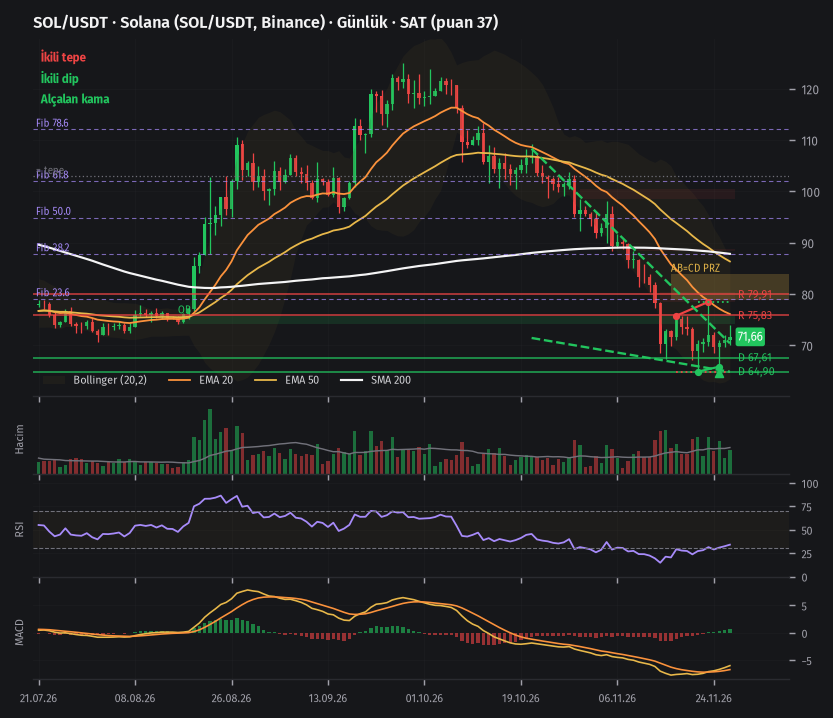 SOL/USDT · Solana (SOL/USDT, Binance) · Günlük · SAT (puan 37)
İkili tepe
İkili dip
Alçalan kama
Fib 78.6
Fib 61.8
Fib 50.0
Fib 38.2
Fib 23.6
OB
AB=CD PRZ
R 79,91
R 75,83
71,66
D 67,61
D 64,90
120
110
100
90
80
70
Bollinger (20,2)
EMA 20
EMA 50
SMA 200
Hacim
RSI
100
75
50
25
0
MACD
5
0
−5
21.07.26
08.08.26
26.08.26
13.09.26
01.10.26
19.10.26
06.11.26
24.11.26